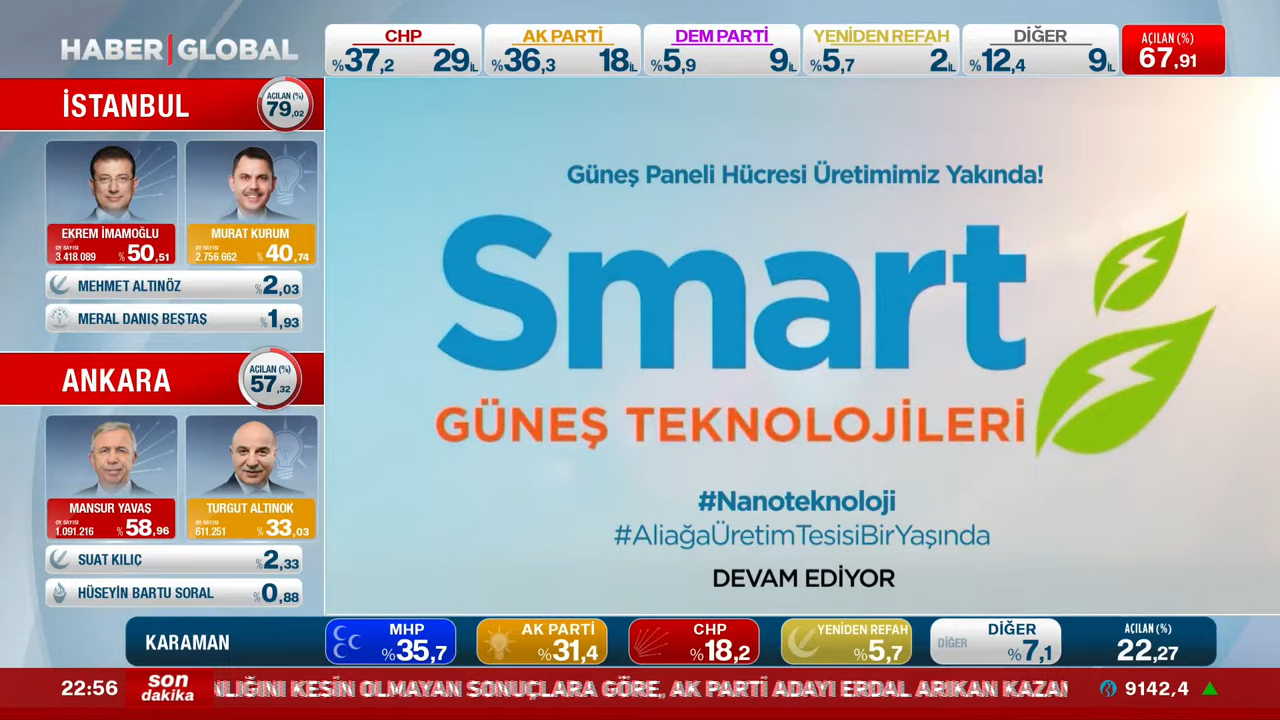 HABER GLOBAL
CHP
%37,2 29İL
AK PARTİ
%36,3 18İL
DEM PARTİ
%5,9 9İL
YENİDEN REFAH
%5,7 2İL
DİĞER
%12,4 9İL
AÇILAN (%)
67,91
İSTANBUL
AÇILAN (%)
79,02
EKREM İMAMOĞLU
OY SAYISI
3.418.089 %50,51
MURAT KURUM
OY SAYISI
2.756.662 %40,74
MEHMET ALTINÖZ %2,03
MERAL DANIŞ BEŞTAŞ %1,93
ANKARA
AÇILAN (%)
57,32
MANSUR YAVAŞ
OY SAYISI
1.091.216 %58,96
TURGUT ALTINOK
OY SAYISI
611.251 %33,03
SUAT KILIÇ %2,33
HÜSEYİN BARTU SORAL %0,88
Güneş Paneli Hücresi Üretimimiz Yakında!
Smart
GÜNEŞ TEKNOLOJİLERİ
#Nanoteknoloji
#AliağaÜretimTesisiBirYaşında
DEVAM EDİYOR
KARAMAN
MHP
%35,7
AK PARTİ
%31,4
CHP
%18,2
YENİDEN REFAH
%5,7
DİĞER
DİĞER
%7,1
AÇILAN (%)
22,27
22:56
son
dakika
NLIĞINI KESİN OLMAYAN SONUÇLARA GÖRE, AK PARTİ ADAYI ERDAL ARIKAN KAZAN
9142,4